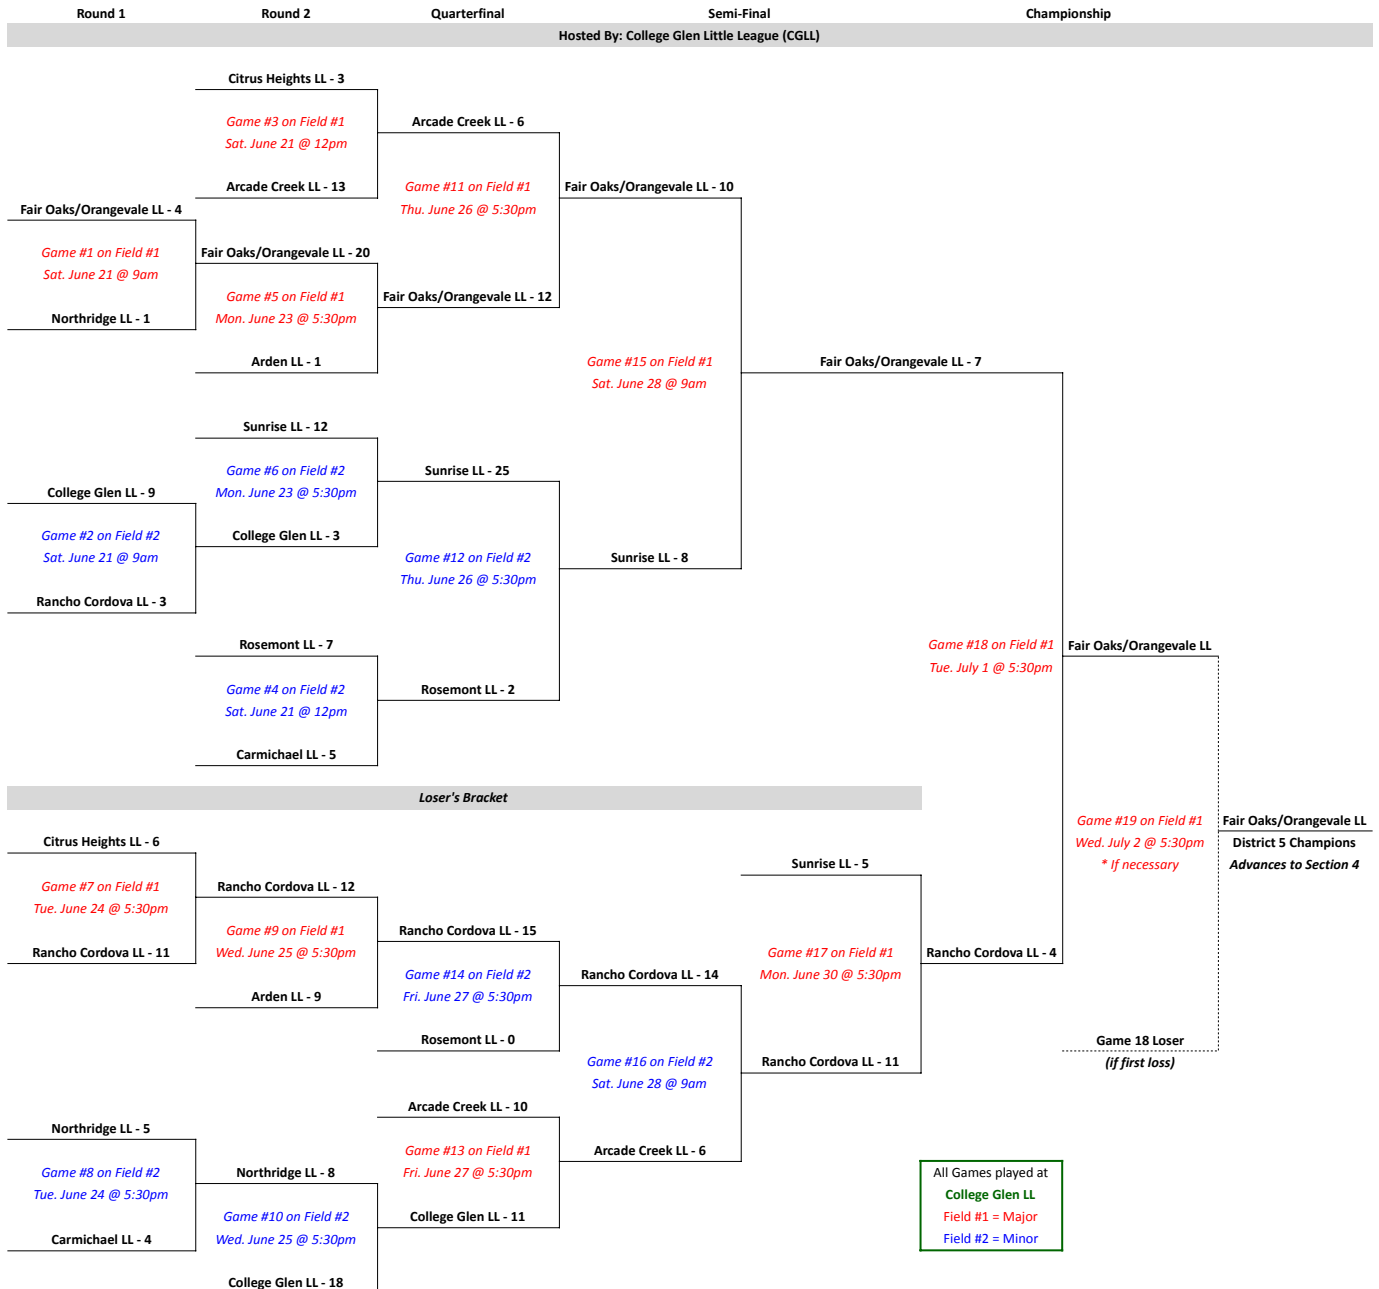 Round 1 Round 2 Quarterfinal Semi-Final Championship
Hosted By: College Glen Little League (CGLL)
Citrus Heights LL - 3
Game #3 on Field #1
Sat. June 21 @ 12pm
Arcade Creek LL - 13
Arcade Creek LL - 6
Game #11 on Field #1
Thu. June 26 @ 5:30pm
Fair Oaks/Orangevale LL - 10
Fair Oaks/Orangevale LL - 4
Game #1 on Field #1
Sat. June 21 @ 9am
Northridge LL - 1
Fair Oaks/Orangevale LL - 20
Game #5 on Field #1
Mon. June 23 @ 5:30pm
Arden LL - 1
Fair Oaks/Orangevale LL - 12
Game #15 on Field #1
Sat. June 28 @ 9am
Fair Oaks/Orangevale LL - 7
Sunrise LL - 12
Game #6 on Field #2
Mon. June 23 @ 5:30pm
College Glen LL - 3
Sunrise LL - 25
College Glen LL - 9
Game #2 on Field #2
Sat. June 21 @ 9am
Rancho Cordova LL - 3
Game #12 on Field #2
Thu. June 26 @ 5:30pm
Sunrise LL - 8
Rosemont LL - 7
Game #4 on Field #2
Sat. June 21 @ 12pm
Carmichael LL - 5
Rosemont LL - 2
Game #18 on Field #1
Tue. July 1 @ 5:30pm
Fair Oaks/Orangevale LL
Loser's Bracket
Citrus Heights LL - 6
Game #7 on Field #1
Tue. June 24 @ 5:30pm
Rancho Cordova LL - 11
Rancho Cordova LL - 12
Game #9 on Field #1
Wed. June 25 @ 5:30pm
Arden LL - 9
Rancho Cordova LL - 15
Game #14 on Field #2
Fri. June 27 @ 5:30pm
Rosemont LL - 0
Rancho Cordova LL - 14
Game #16 on Field #2
Sat. June 28 @ 9am
Sunrise LL - 5
Game #17 on Field #1
Mon. June 30 @ 5:30pm
Rancho Cordova LL - 11
Rancho Cordova LL - 4
Game #19 on Field #1
Wed. July 2 @ 5:30pm
* If necessary
Fair Oaks/Orangevale LL
District 5 Champions
Advances to Section 4
Game 18 Loser
(if first loss)
Arcade Creek LL - 10
Game #13 on Field #1
Fri. June 27 @ 5:30pm
College Glen LL - 11
Arcade Creek LL - 6
Northridge LL - 5
Game #8 on Field #2
Tue. June 24 @ 5:30pm
Carmichael LL - 4
Northridge LL - 8
Game #10 on Field #2
Wed. June 25 @ 5:30pm
College Glen LL - 18
All Games played at
College Glen LL
Field #1 = Major
Field #2 = Minor